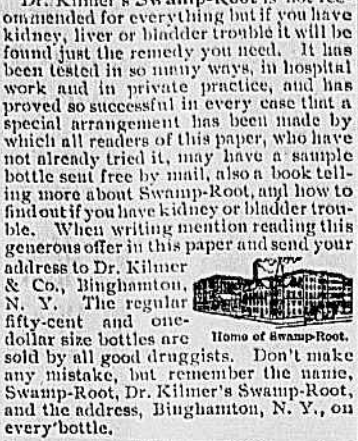 Dr. Kilmer's Swamp-Root is not rec-
ommended for everything but if you have
kidney, liver or bladder trouble it will be
found just the remedy you need. It has
been tested in so many ways, in hospital
work and in private practice, and has
proved so successful in every case that a
special arrangement has been made by
which all readers of this paper, who have
not already tried it, may have a sample
bottle sent free by mail, also a book tell-
ing more about Swamp-Root, and how to
find out if you have kidney or bladder trou-
ble. When writing mention reading this
generous offer in this paper and send your
address to Dr. Kilmer
& Co., Binghamton,
N. Y. The regular
fifty-cent and one-
dollar size bottles are
Home of Swamp-Root.
sold by all good druggists. Don't make
any mistake, but remember the name,
Swamp-Root, Dr. Kilmer's Swamp-Root,
and the address, Binghamton, N. Y., on
every bottle.